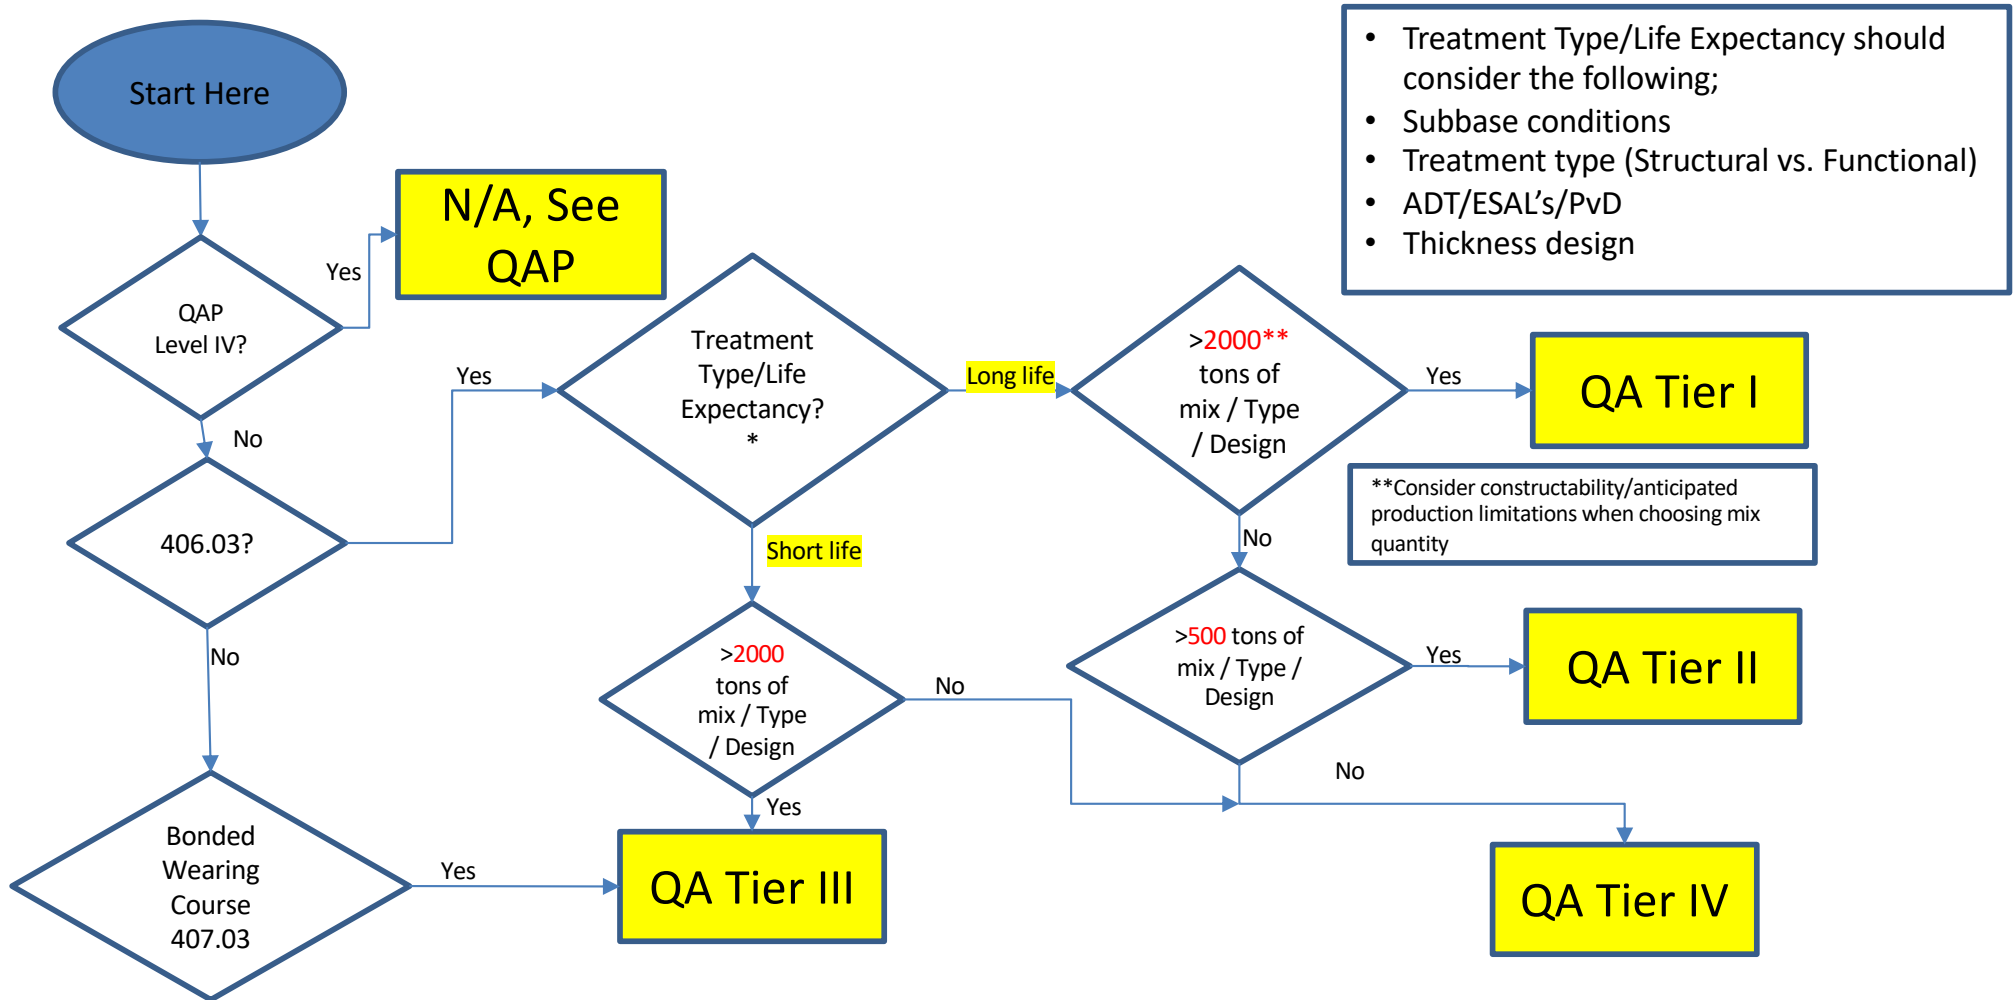 Start Here
• Treatment Type/Life Expectancy should
consider the following;
• Subbase conditions
• Treatment type (Structural vs. Functional)
• ADT/ESAL's/PvD
• Thickness design
N/A, See
QAP
Yes
QAP
Level IV?
No
Treatment
Type/Life
Expectancy?
*
Yes
Long life
>2000**
tons of
mix / Type
/ Design
Yes
QA Tier I
**Consider constructability/anticipated
production limitations when choosing mix
quantity
406.03?
No
Short life
No
>2000
tons of
mix / Type
/ Design
No
Yes
>500 tons of
mix / Type /
Design
Yes
QA Tier II
No
Bonded
Wearing
Course
407.03
Yes
QA Tier III
QA Tier IV